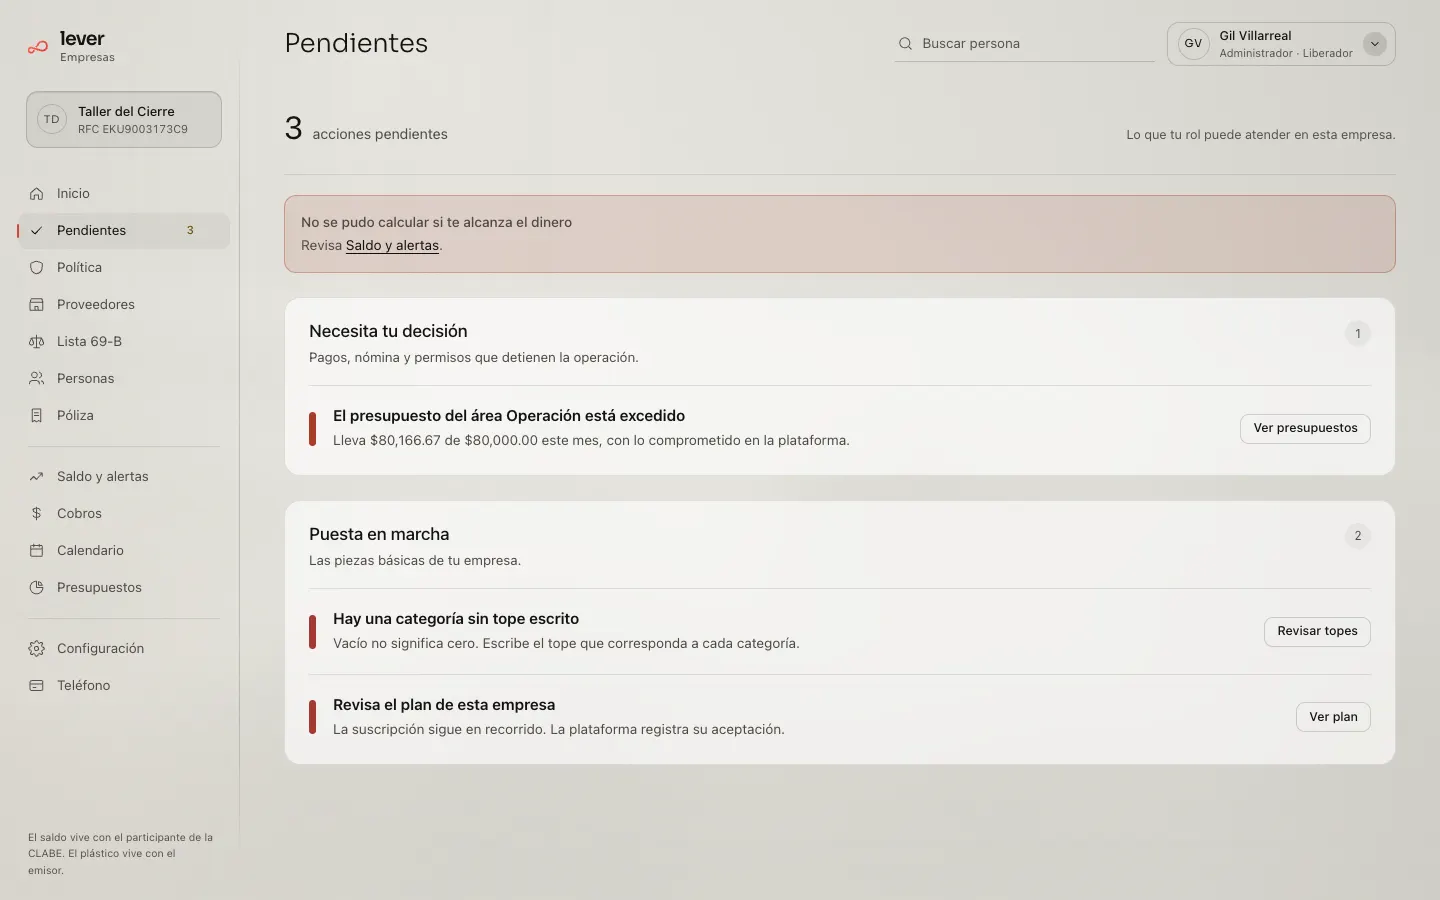 lever
Empresas
TD
Taller del Cierre
RFC EKU9003173C9
Inicio
Pendientes 3
Política
Proveedores
Lista 69-B
Personas
Póliza
Saldo y alertas
Cobros
Calendario
Presupuestos
Configuración
Teléfono
El saldo vive con el participante de la
CLABE. El plástico vive con el
emisor.
Pendientes
Buscar persona
GV
Gil Villarreal
Administrador · Liberador
3 acciones pendientes
Lo que tu rol puede atender en esta empresa.
No se pudo calcular si te alcanza el dinero
Revisa Saldo y alertas.
Necesita tu decisión
1
Pagos, nómina y permisos que detienen la operación.
El presupuesto del área Operación está excedido
Lleva $80,166.67 de $80,000.00 este mes, con lo comprometido en la plataforma.
Ver presupuestos
Puesta en marcha
2
Las piezas básicas de tu empresa.
Hay una categoría sin tope escrito
Vacío no significa cero. Escribe el tope que corresponda a cada categoría.
Revisar topes
Revisa el plan de esta empresa
La suscripción sigue en recorrido. La plataforma registra su aceptación.
Ver plan